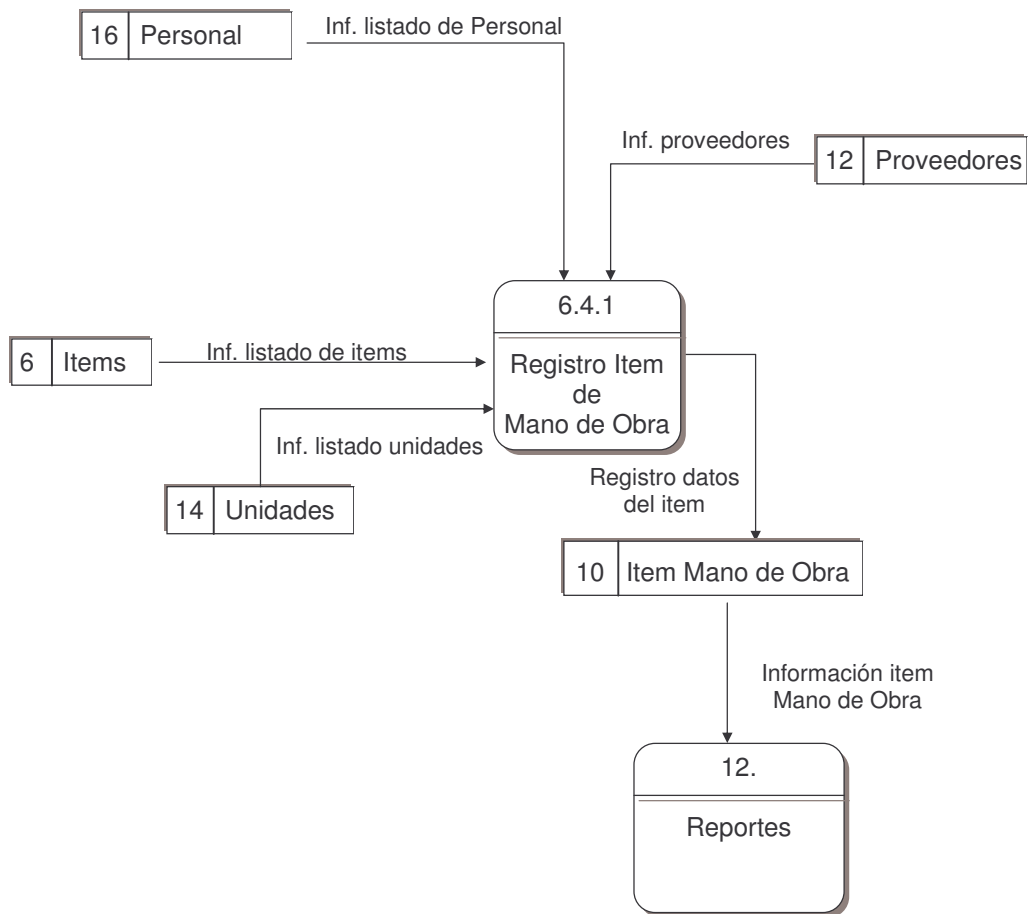 16 Personal
Inf. listado de Personal
Inf. proveedores
12 Proveedores
6.4.1
Registro Item
de
Mano de Obra
6 Items
Inf. listado de items
Inf. listado unidades
14 Unidades
Registro datos
del item
10 Item Mano de Obra
Información item
Mano de Obra
12.
Reportes